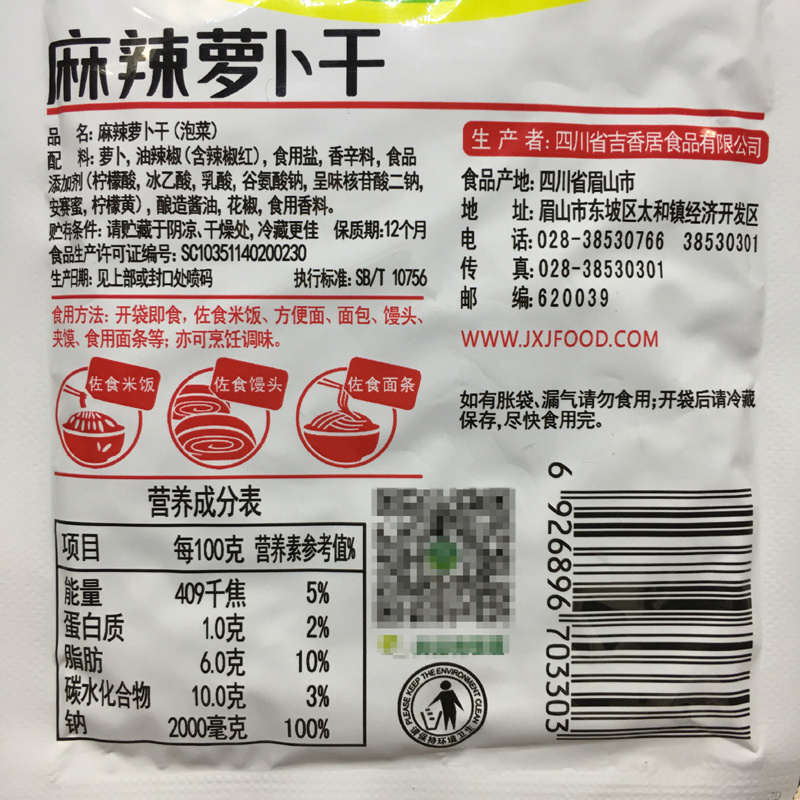 麻辣萝卜干
品 名: 麻辣萝卜干(泡菜)
配 料: 萝卜, 油辣椒(含辣椒红), 食用盐, 香辛料, 食品
添加剂(柠檬酸, 冰乙酸, 乳酸, 谷氨酸钠, 呈味核苷酸二钠,
安赛蜜, 柠檬黄), 酿造酱油, 花椒, 食用香料.
贮存条件: 请贮藏于阴凉、干燥处, 冷藏更佳 保质期:12个月
食品生产许可证编号: SC10351140200230
生产日期: 见上部或封口处喷码 执行标准: SB/T 10756
食用方法: 开袋即食, 佐食米饭、方便面、面包、馒头、
夹馍、食用面条等; 亦可烹饪调味。
佐食米饭
佐食馒头
佐食面条
营养成分表
项目 每100克 营养素参考值%
能量 409千焦 5%
蛋白质 1.0克 2%
脂肪 6.0克 10%
碳水化合物 10.0克 3%
钠 2000毫克 100%
生 产 者: 四川省吉香居食品有限公司
食品产地: 四川省眉山市
地 址: 眉山市东坡区太和镇经济开发区
电 话: 028-38530766 38530301
传 真: 028-38530301
邮 编: 620039
WWW.JXJFOOD.COM
如有胀袋、漏气请勿食用;开袋后请冷藏
保存,尽快食用完。
PLEASE KEEP THE ENVIRONMENT CLEAN
请保持环境卫生
6 926896 703303